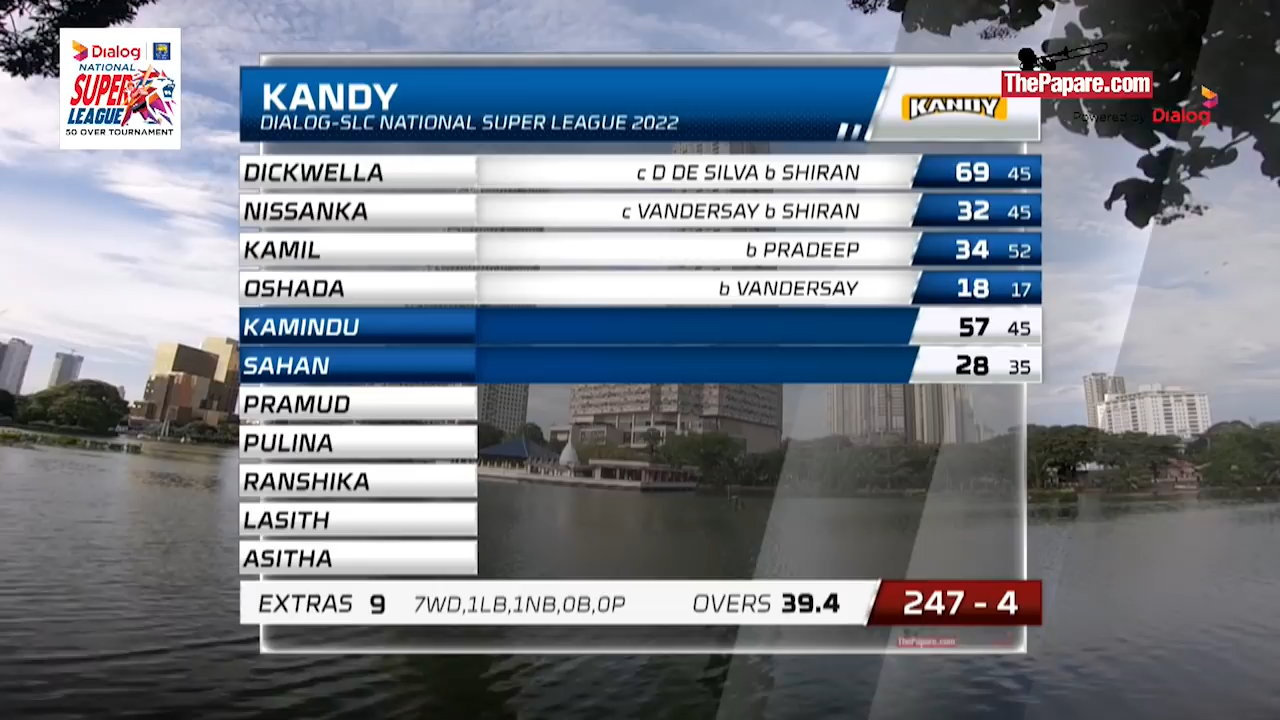 Dialog
NATIONAL
SUPER
LEAGUE
50 OVER TOURNAMENT
ThePapare.com
Powered by Dialog
KANDY
DIALOG-SLC NATIONAL SUPER LEAGUE 2022
KANDY
DICKWELLA c D DE SILVA b SHIRAN 69 45
NISSANKA c VANDERSAY b SHIRAN 32 45
KAMIL b PRADEEP 34 52
OSHADA b VANDERSAY 18 17
KAMINDU 57 45
SAHAN 28 35
PRAMUD
PULINA
RANSHIKA
LASITH
ASITHA
EXTRAS 9 7WD,1LB,1NB,0B,0P OVERS 39.4 247 - 4
ThePapare.com